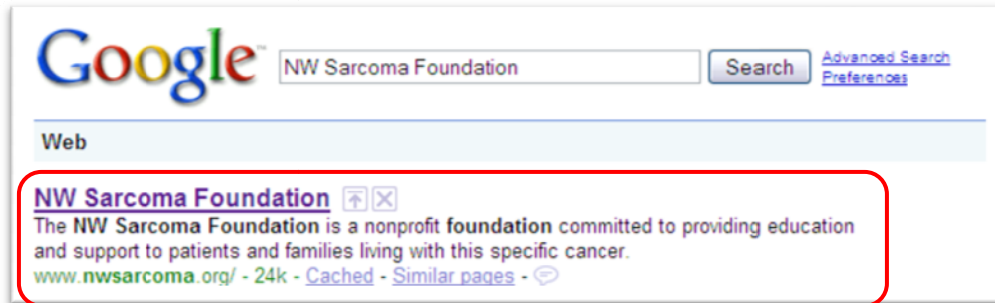 Google™ NW Sarcoma Foundation Search Advanced Search
Preferences
Web
NW Sarcoma Foundation
The NW Sarcoma Foundation is a nonprofit foundation committed to providing education
and support to patients and families living with this specific cancer.
www.nwsarcoma.org/ - 24k - Cached - Similar pages -